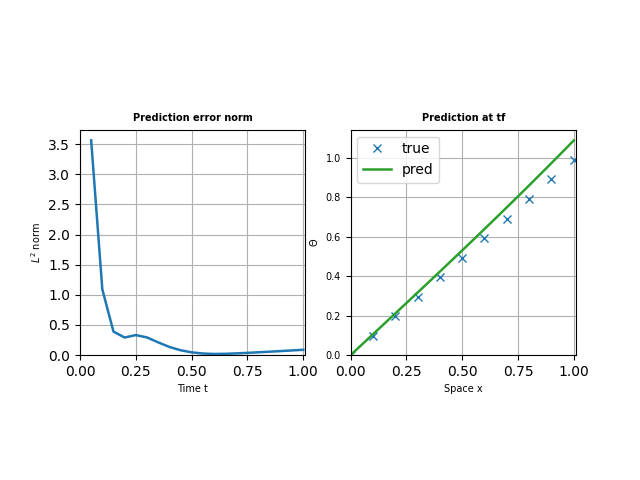 Prediction error norm
3.5
3.0
2.5
2.0
1.5
1.0
0.5
0.0
L² norm
0.00 0.25 0.50 0.75 1.00
Time t
Prediction at tf
true
pred
1.0
0.8
0.6
0.4
0.2
0.0
Θ
0.00 0.25 0.50 0.75 1.00
Space x